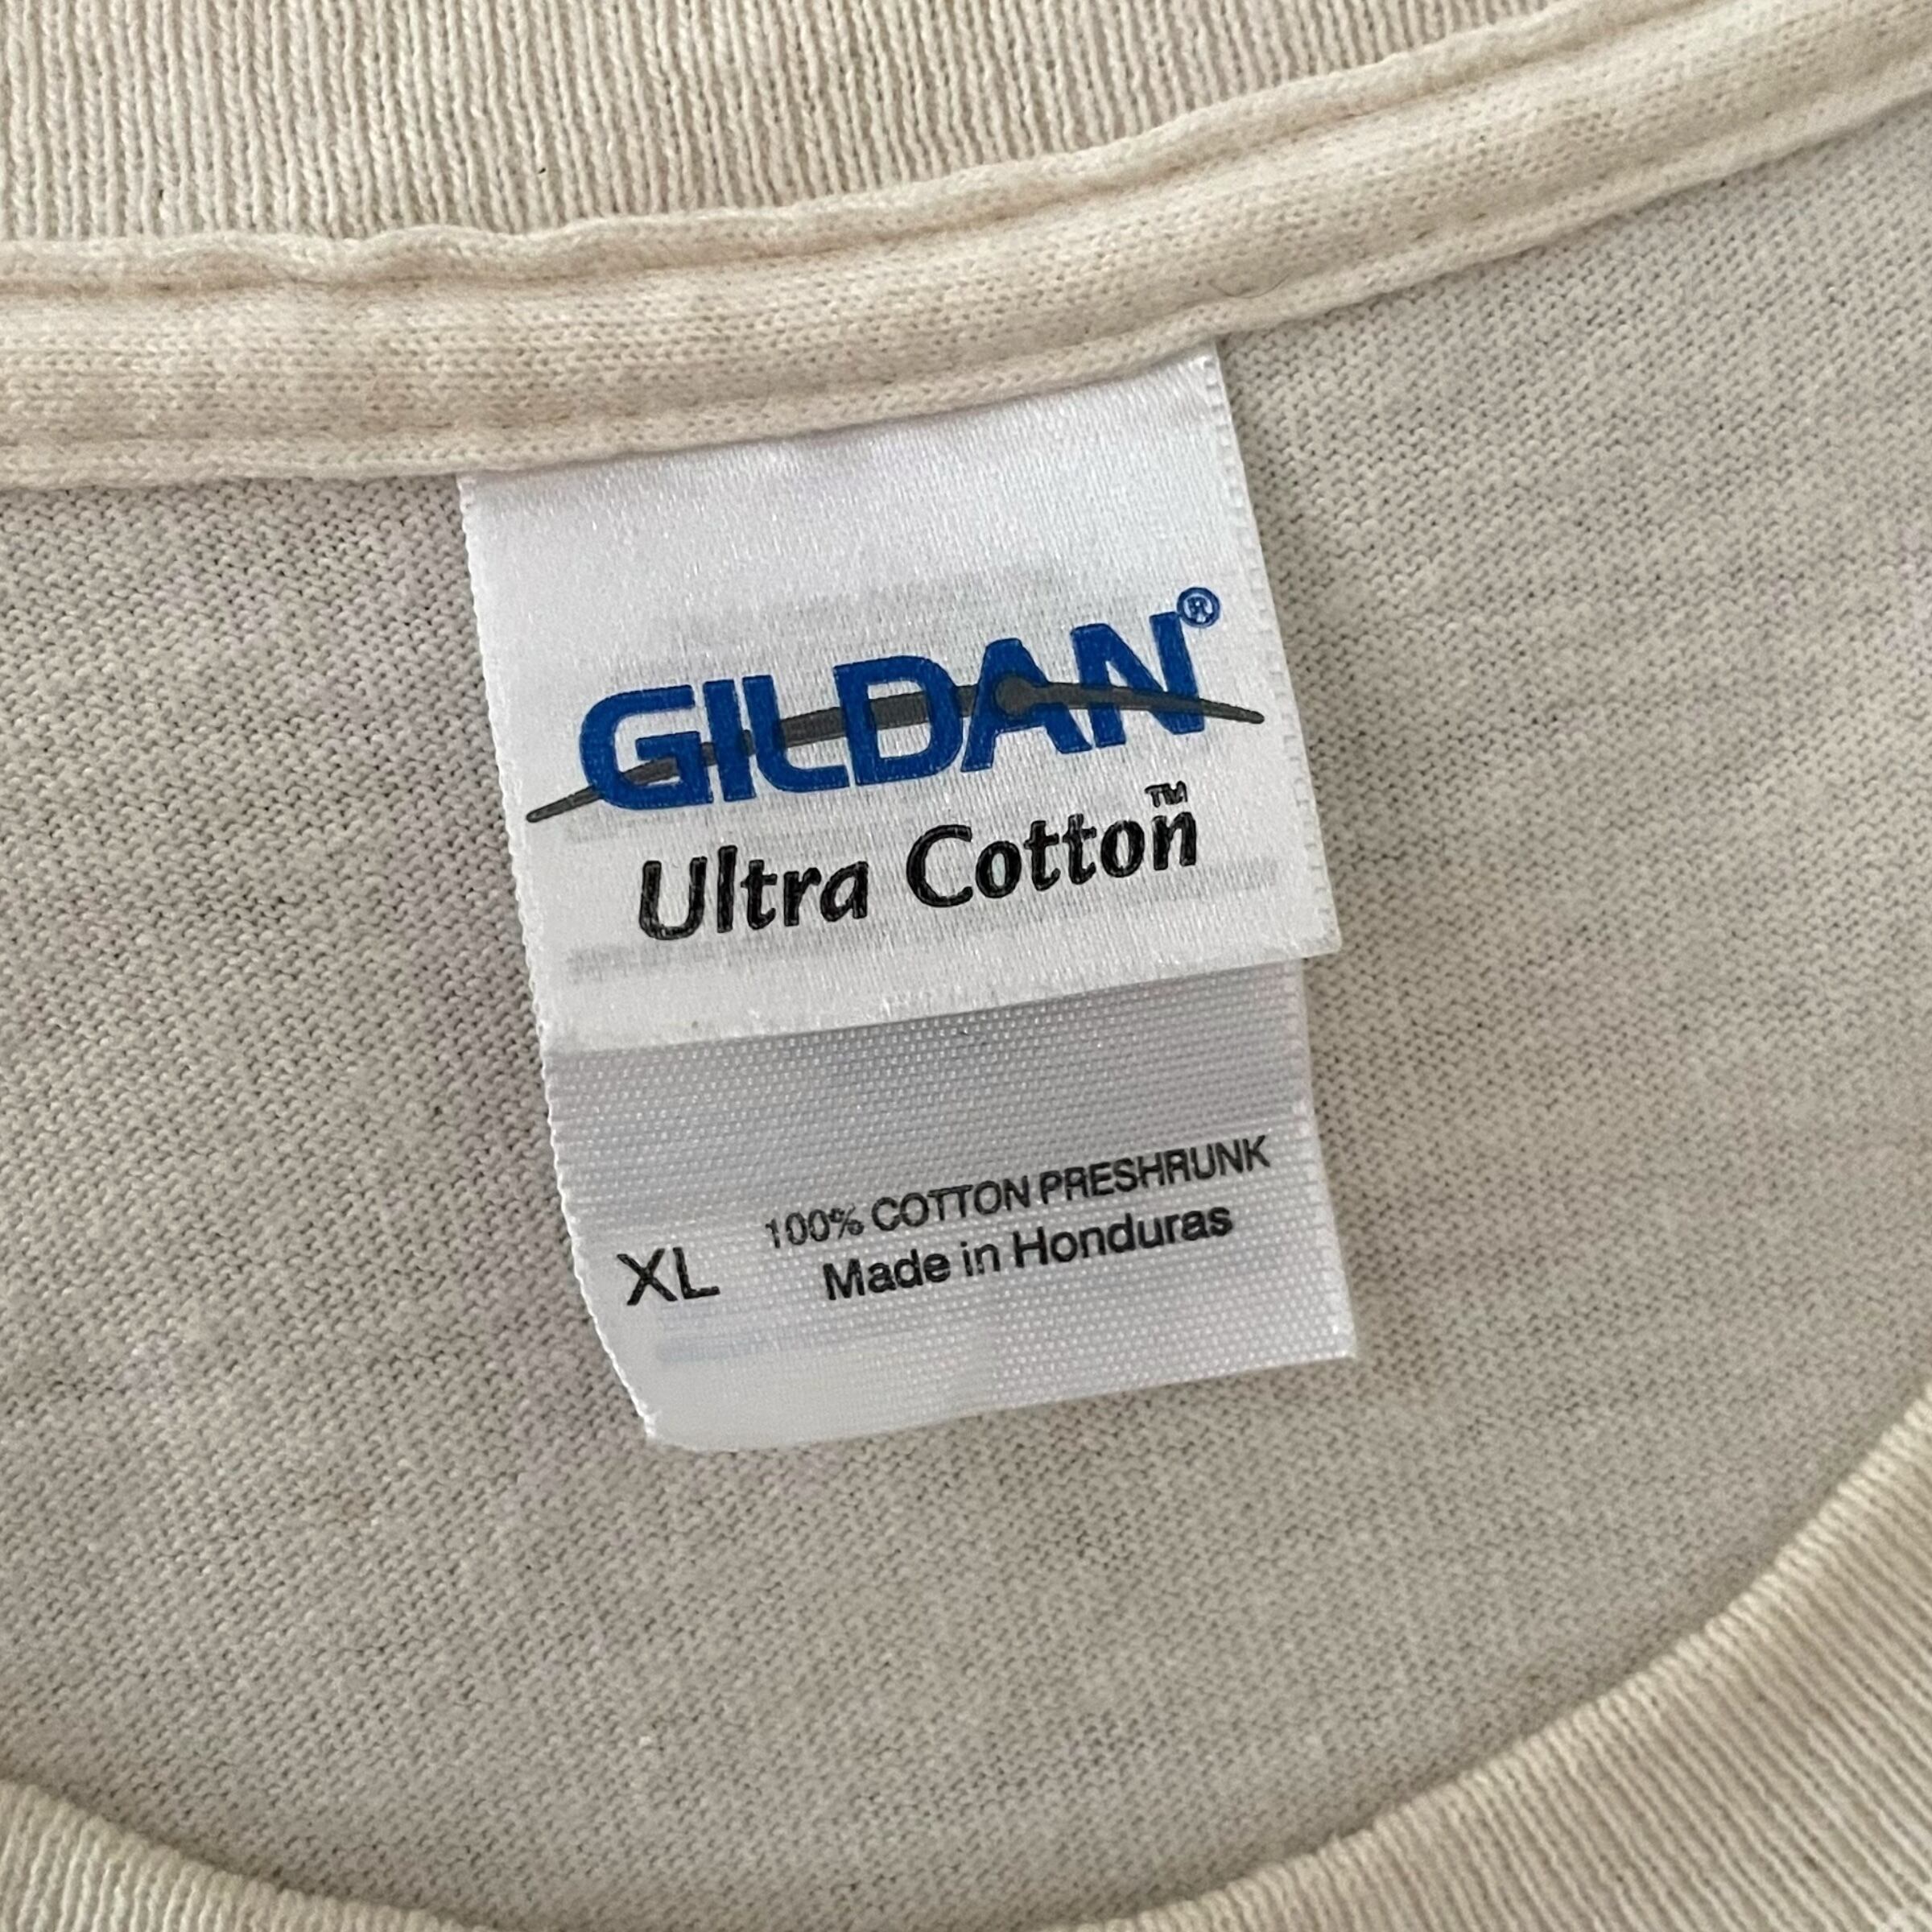 GILDAN®
Ultra Cotton™
100% COTTON PRESHRUNK
XL Made in Honduras